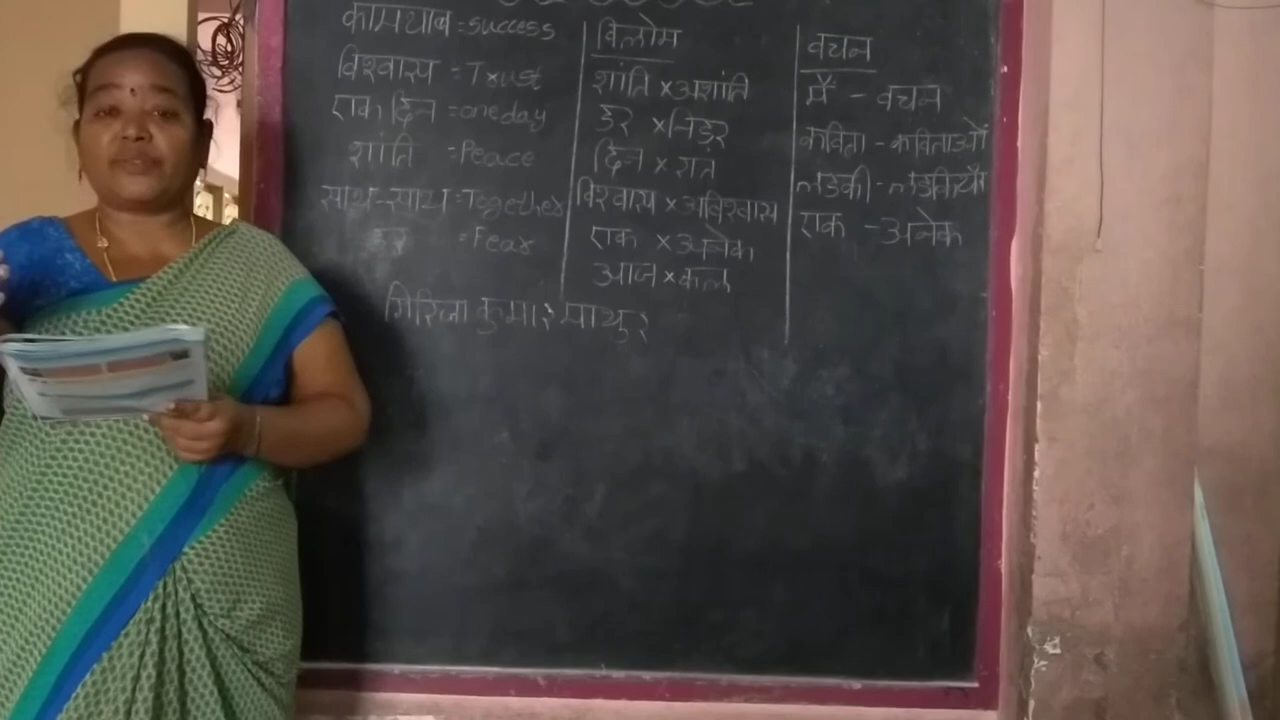 कामयाब = success
विश्वास = Trust
एक दिन = one day
शांति = Peace
साथ-साथ = Together
डर = Fear
गिरिजा कुमार माथुर
विलोम
शांति × अशांति
डर × निडर
दिन × रात
विश्वास × अविश्वास
एक × अनेक
आज × कल
वचन
में - वचन
कविता - कविताओं
लडकी - लडकियाँ
एक - अनेक